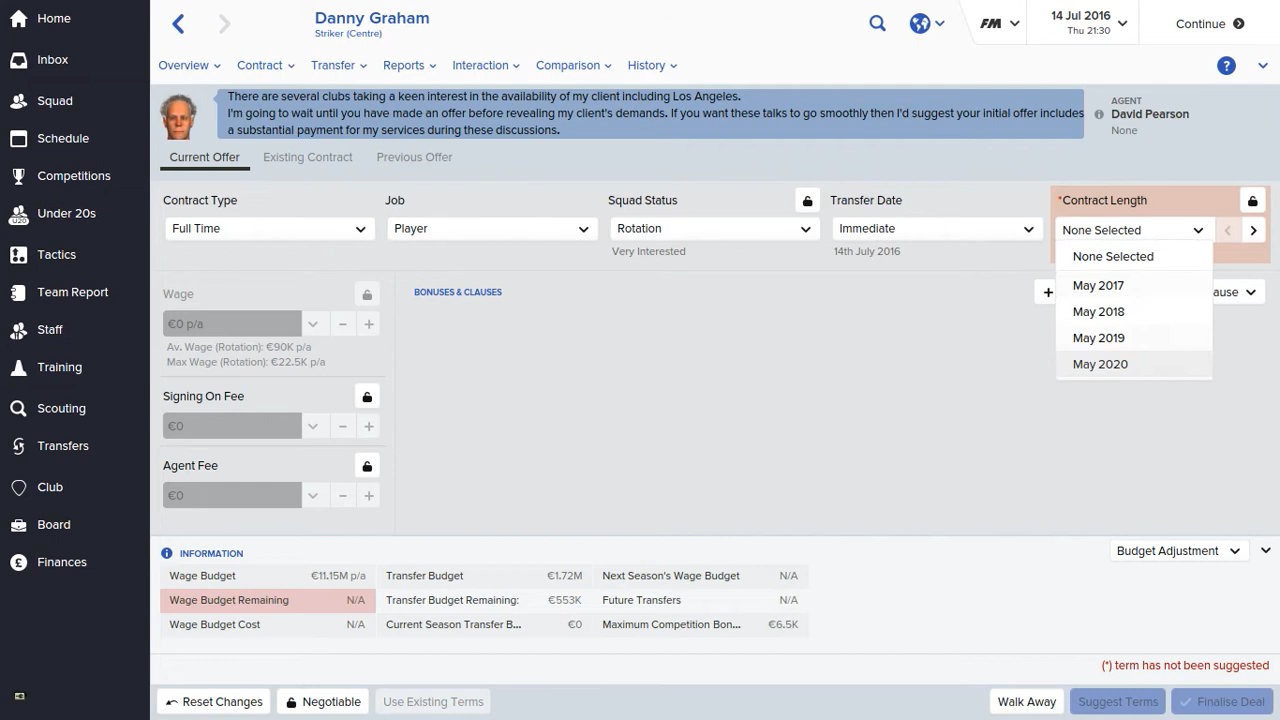 Home
Inbox
Squad
Schedule
Competitions
Under 20s
U20
Tactics
Team Report
Staff
Training
Scouting
Transfers
Club
Board
Finances
Danny Graham
Striker (Centre)
FM
14 Jul 2016
Thu 21:30
Continue
Overview
Contract
Transfer
Reports
Interaction
Comparison
History
?
There are several clubs taking a keen interest in the availability of my client including Los Angeles.
I'm going to wait until you have made an offer before revealing my client's demands. If you want these talks to go smoothly then I'd suggest your initial offer includes
a substantial payment for my services during these discussions.
AGENT
David Pearson
None
Current Offer
Existing Contract
Previous Offer
Contract Type
Full Time
Job
Player
Squad Status
Rotation
Very Interested
Transfer Date
Immediate
14th July 2016
*Contract Length
None Selected
None Selected
May 2017
May 2018
May 2019
May 2020
Wage
€0 p/a
Av. Wage (Rotation): €90K p/a
Max Wage (Rotation): €22.5K p/a
Signing On Fee
€0
Agent Fee
€0
BONUSES & CLAUSES
ause
INFORMATION
Budget Adjustment
Wage Budget €11.15M p/a
Transfer Budget €1.72M
Next Season's Wage Budget N/A
Wage Budget Remaining N/A
Transfer Budget Remaining: €553K
Future Transfers N/A
Wage Budget Cost N/A
Current Season Transfer B... €0
Maximum Competition Bon... €6.5K
(*) term has not been suggested
Reset Changes
Negotiable
Use Existing Terms
Walk Away
Suggest Terms
Finalise Deal